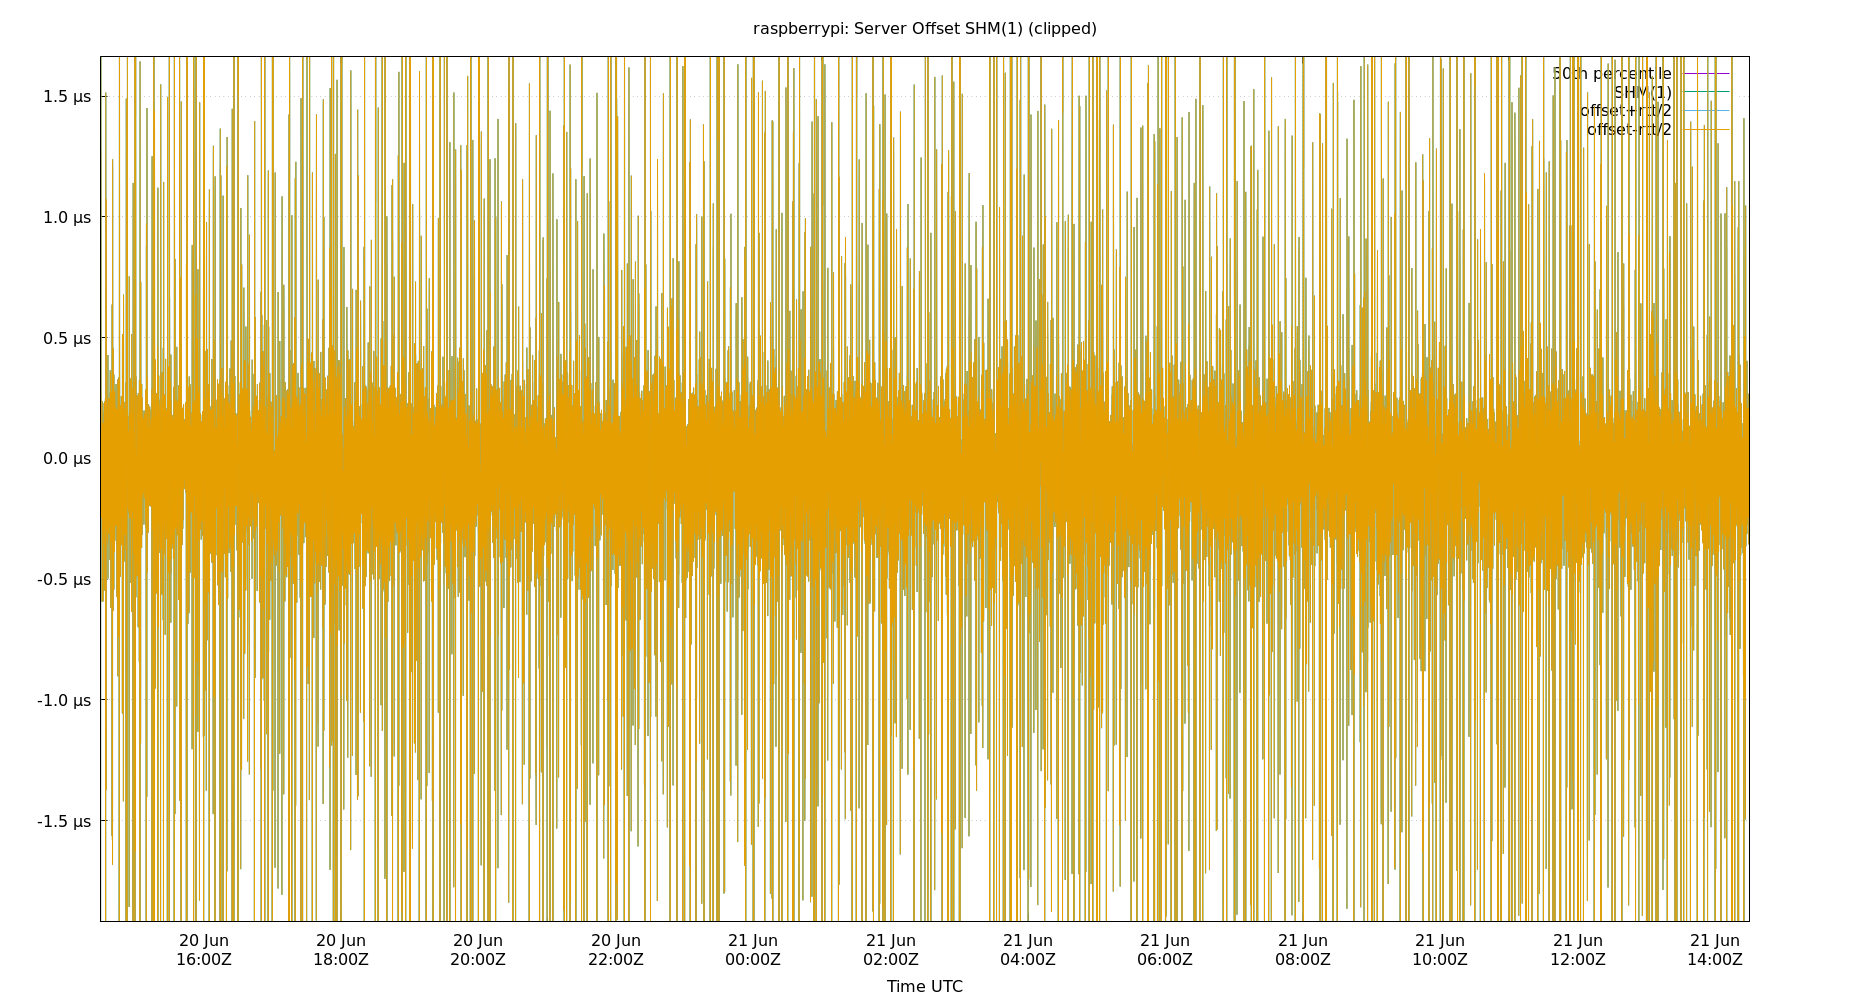 raspberrypi: Server Offset SHM(1) (clipped)
50th percentile
SHM(1)
offset+rtt/2
offset-rtt/2
1.5 µs
1.0 µs
0.5 µs
0.0 µs
-0.5 µs
-1.0 µs
-1.5 µs
20 Jun 20 Jun 20 Jun 20 Jun 21 Jun 21 Jun 21 Jun 21 Jun 21 Jun 21 Jun 21 Jun 21 Jun
16:00Z 18:00Z 20:00Z 22:00Z 00:00Z 02:00Z 04:00Z 06:00Z 08:00Z 10:00Z 12:00Z 14:00Z
Time UTC